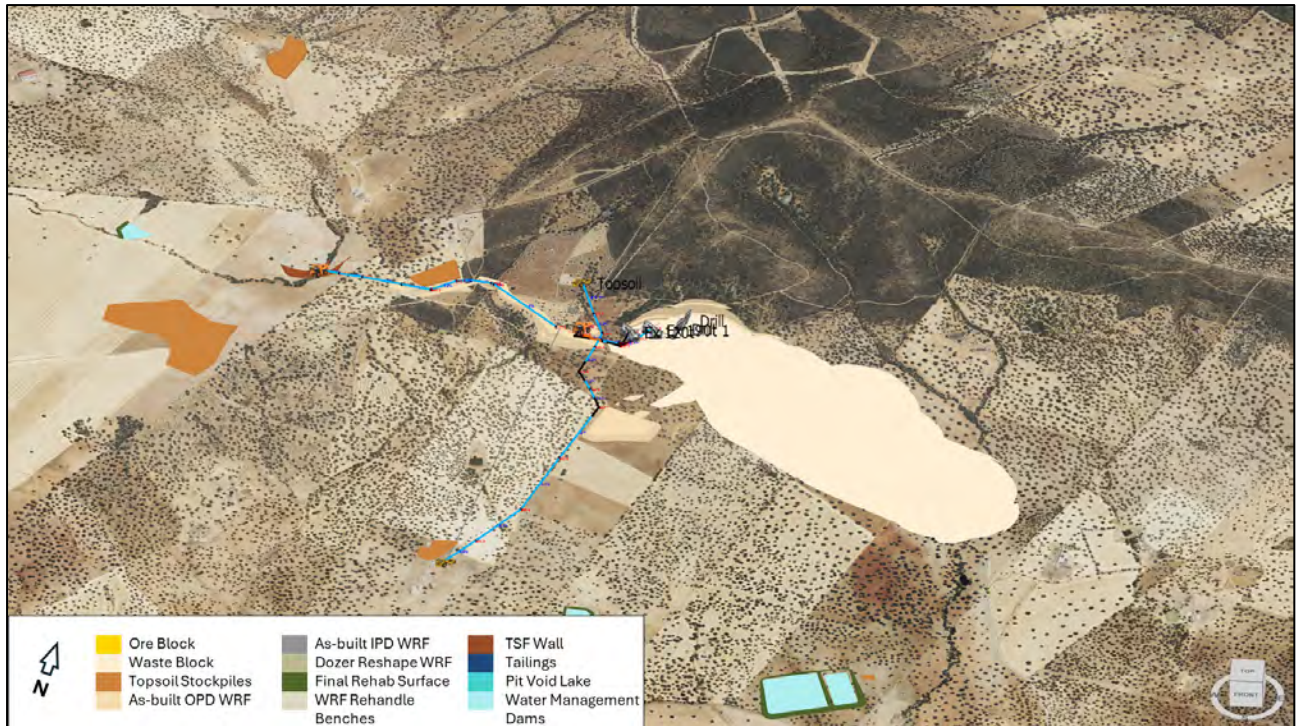 Topsoil
Drill
N
Ore Block
Waste Block
Topsoil Stockpiles
As-built OPD WRF
As-built IPD WRF
Dozer Reshape WRF
Final Rehab Surface
WRF Rehandle
Benches
TSF Wall
Tailings
Pit Void Lake
Water Management
Dams
TOP
FRONT